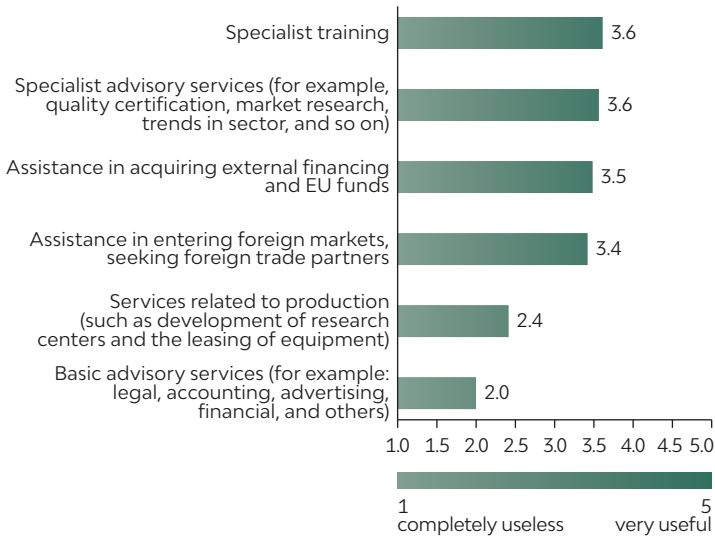 Specialist training
3.6
Specialist advisory services (for example,
quality certification, market research,
trends in sector, and so on)
3.6
Assistance in acquiring external financing
and EU funds
3.5
Assistance in entering foreign markets,
seeking foreign trade partners
3.4
Services related to production
(such as development of research
centers and the leasing of equipment)
2.4
Basic advisory services (for example:
legal, accounting, advertising,
financial, and others)
2.0
1.0 1.5 2.0 2.5 3.0 3.5 4.0 4.5 5.0
1 5
completely useless very useful